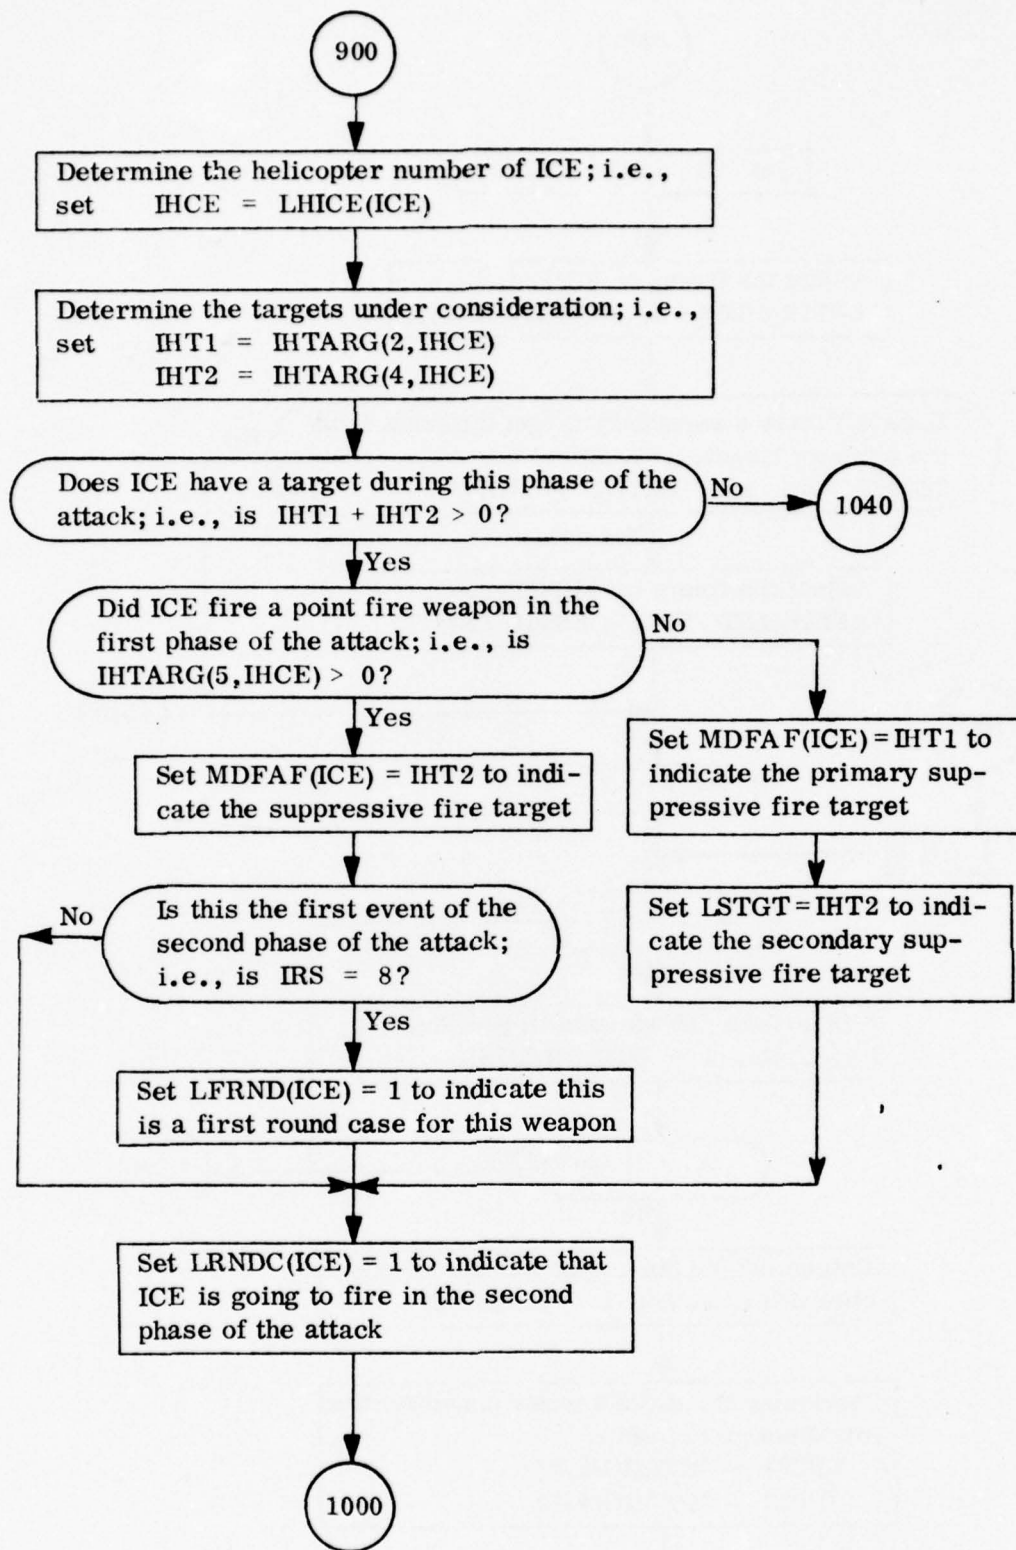 900
Determine the helicopter number of ICE; i.e.,
set IHCE = LHICE(ICE)
Determine the targets under consideration; i.e.,
set IHT1 = IHTARG(2,IHCE)
IHT2 = IHTARG(4,IHCE)
Does ICE have a target during this phase of the
attack; i.e., is IHT1 + IHT2 > 0?
No
1040
Yes
Did ICE fire a point fire weapon in the
first phase of the attack; i.e., is
IHTARG(5,IHCE) > 0?
No
Yes
Set MDFAF(ICE) = IHT2 to indi-
cate the suppressive fire target
Set MDFAF(ICE) = IHT1 to
indicate the primary sup-
pressive fire target
Is this the first event of the
second phase of the attack;
i.e., is IRS = 8?
No
Yes
Set LSTGT = IHT2 to indi-
cate the secondary sup-
pressive fire target
Set LFRND(ICE) = 1 to indicate this
is a first round case for this weapon
Set LRNDC(ICE) = 1 to indicate that
ICE is going to fire in the second
phase of the attack
1000